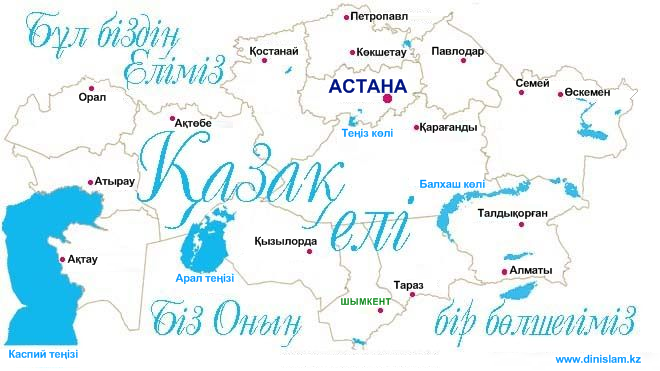 Бұл біздің
Еліміз
Петропавл
Қостанай
Көкшетау
Павлодар
АСТАНА
Семей
Өскемен
Орал
Ақтөбе
Теңіз көлі
Қарағанды
Қазақ
елі
Атырау
Балхаш көлі
Талдықорған
Қызылорда
Ақтау
Арал теңізі
Алматы
Тараз
ШЫМКЕНТ
Біз Оның
бір бөлшегіміз
Каспий теңізі
www.dinislam.kz